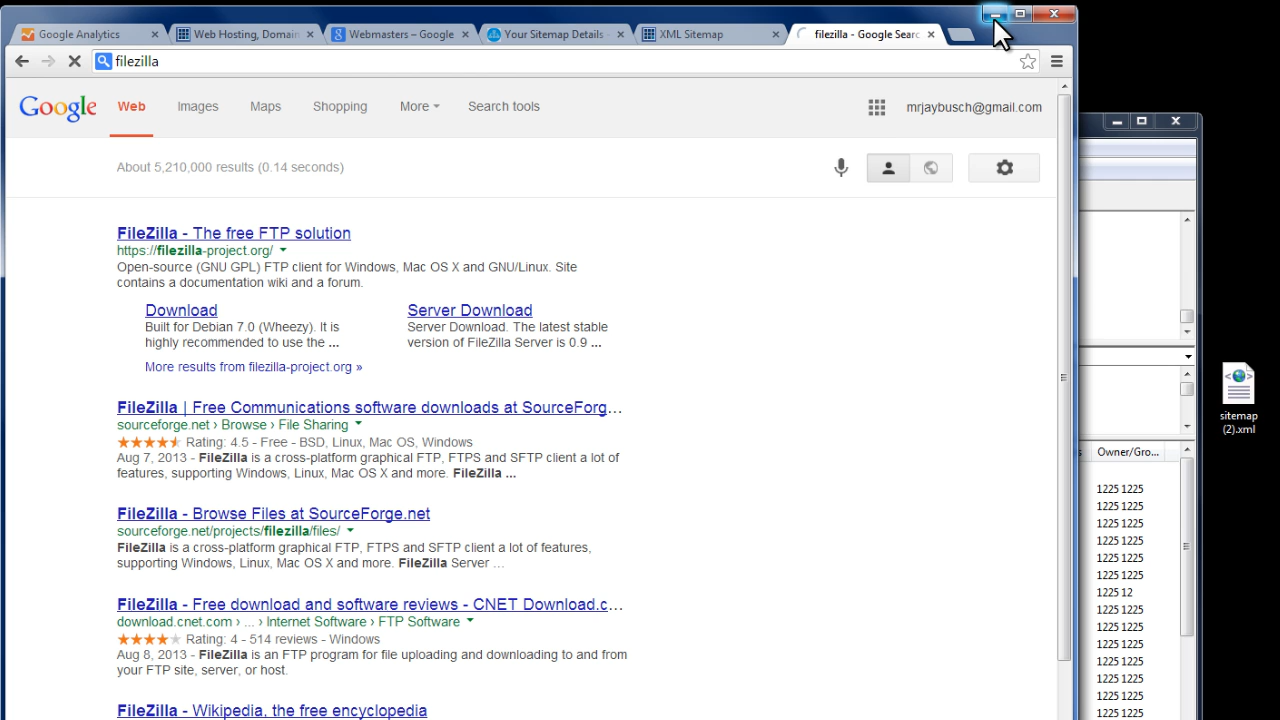 Google Analytics
Web Hosting, Domain
Webmasters – Google
Your Sitemap Details -
XML Sitemap
filezilla - Google Searc
filezilla
Google
Web Images Maps Shopping More Search tools
mrjaybusch@gmail.com
About 5,210,000 results (0.14 seconds)
FileZilla - The free FTP solution
https://filezilla-project.org/
Open-source (GNU GPL) FTP client for Windows, Mac OS X and GNU/Linux. Site
contains a documentation wiki and a forum.
Download
Built for Debian 7.0 (Wheezy). It is
highly recommended to use the ...
Server Download
Server Download. The latest stable
version of FileZilla Server is 0.9 ...
More results from filezilla-project.org »
FileZilla | Free Communications software downloads at SourceForg...
sourceforge.net › Browse › File Sharing
Rating: 4.5 - Free - BSD, Linux, Mac OS, Windows
Aug 7, 2013 - FileZilla is a cross-platform graphical FTP, FTPS and SFTP client a lot of
features, supporting Windows, Linux, Mac OS X and more. FileZilla ...
FileZilla - Browse Files at SourceForge.net
sourceforge.net/projects/filezilla/files/
FileZilla is a cross-platform graphical FTP, FTPS and SFTP client a lot of features,
supporting Windows, Linux, Mac OS X and more. FileZilla Server ...
FileZilla - Free download and software reviews - CNET Download.c...
download.cnet.com › ... › Internet Software › FTP Software
Rating: 4 - 514 reviews - Windows
Aug 8, 2013 - FileZilla is an FTP program for file uploading and downloading to and from
your FTP site, server, or host.
FileZilla - Wikipedia, the free encyclopedia
s
Owner/Gro...
1225 1225
1225 1225
1225 1225
1225 1225
1225 1225
1225 1225
1225 12
1225 1225
1225 1225
1225 1225
1225 1225
1225 1225
1225 1225
1225 1225
sitemap
(2).xml